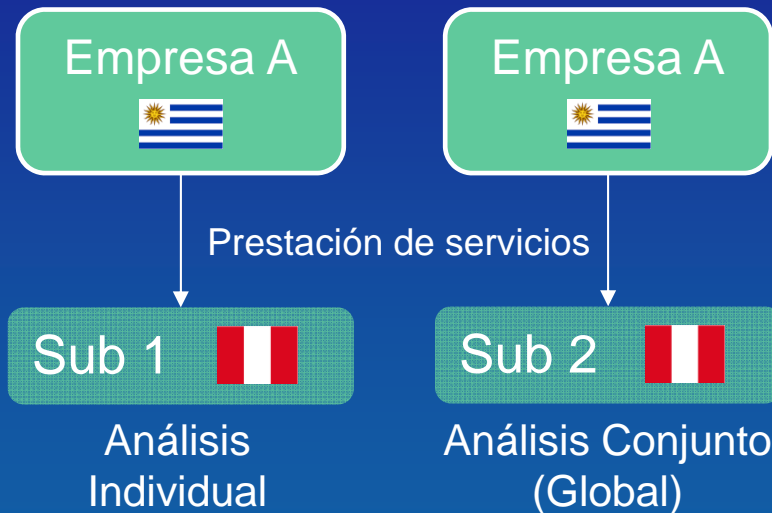 Empresa A
Empresa A
Prestación de servicios
Sub 1
Sub 2
Análisis
Individual
Análisis Conjunto
(Global)